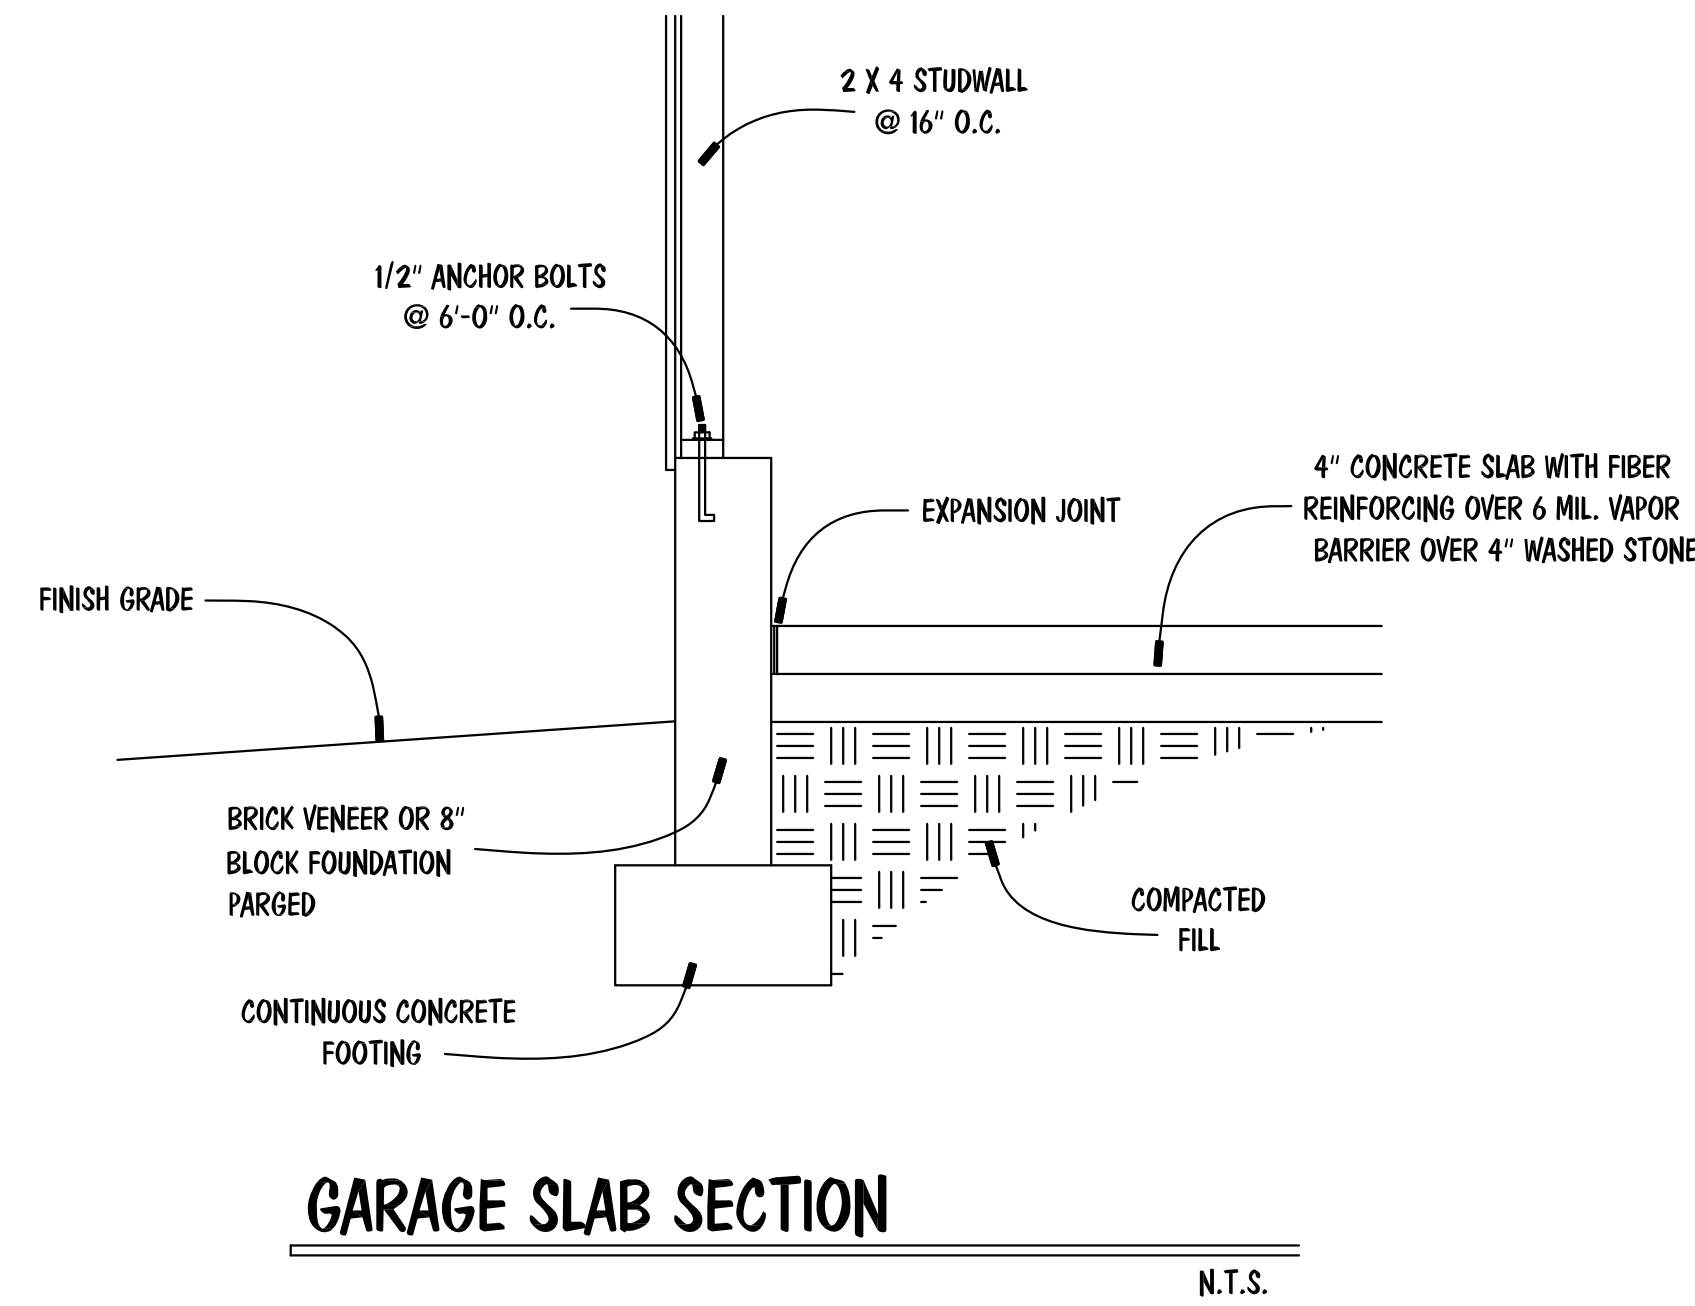 2 X 4 STUDWALL
@ 16" O.C.
1/2" ANCHOR BOLTS
@ 6'-0" O.C.
4" CONCRETE SLAB WITH FIBER
REINFORCING OVER 6 MIL. VAPOR
BARRIER OVER 4" WASHED STONE
EXPANSION JOINT
FINISH GRADE
BRICK VENEER OR 8"
BLOCK FOUNDATION
PARGED
COMPACTED
FILL
CONTINUOUS CONCRETE
FOOTING
GARAGE SLAB SECTION
N.T.S.